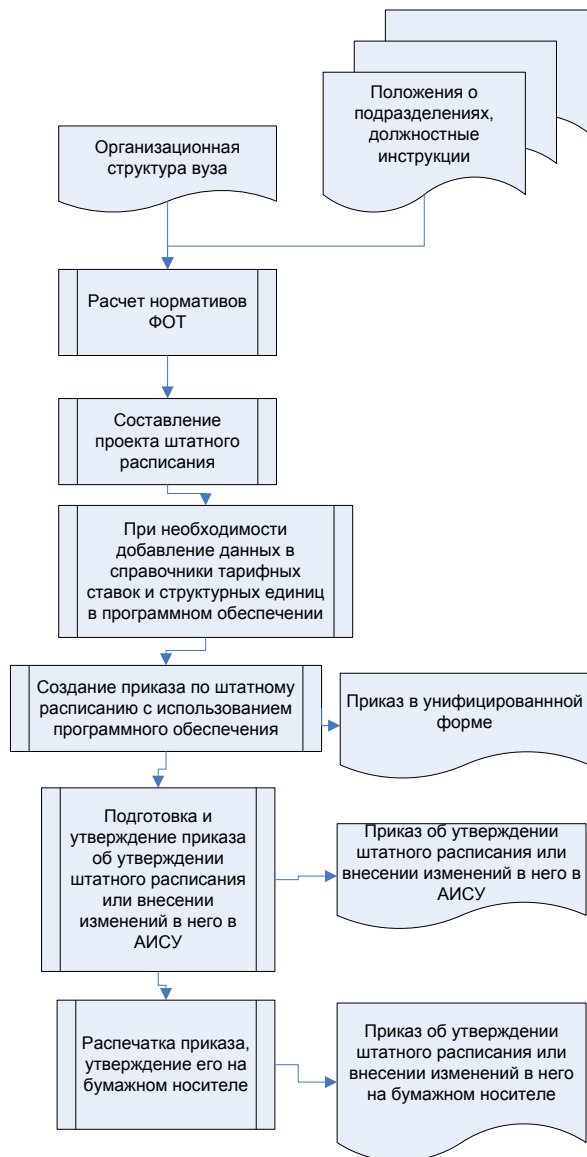 Положения о
подразделениях,
должностные
инструкции
Организационная
структура вуза
Расчет нормативов
ФОТ
Составление
проекта штатного
расписания
При необходимости
добавление данных в
справочники тарифных
ставок и структурных единиц
в программном обеспечении
Создание приказа по штатному
расписанию с использованием
программного обеспечения
Приказ в унифицированнной
форме
Подготовка и
утверждение приказа
об утверждении
штатного расписания
или внесении
изменений в него в
АИСУ
Приказ об утверждении
штатного расписания или
внесении изменений в него в
АИСУ
Распечатка приказа,
утверждение его на
бумажном носителе
Приказ об утверждении
штатного расписания или
внесении изменений в него
на бумажном носителе